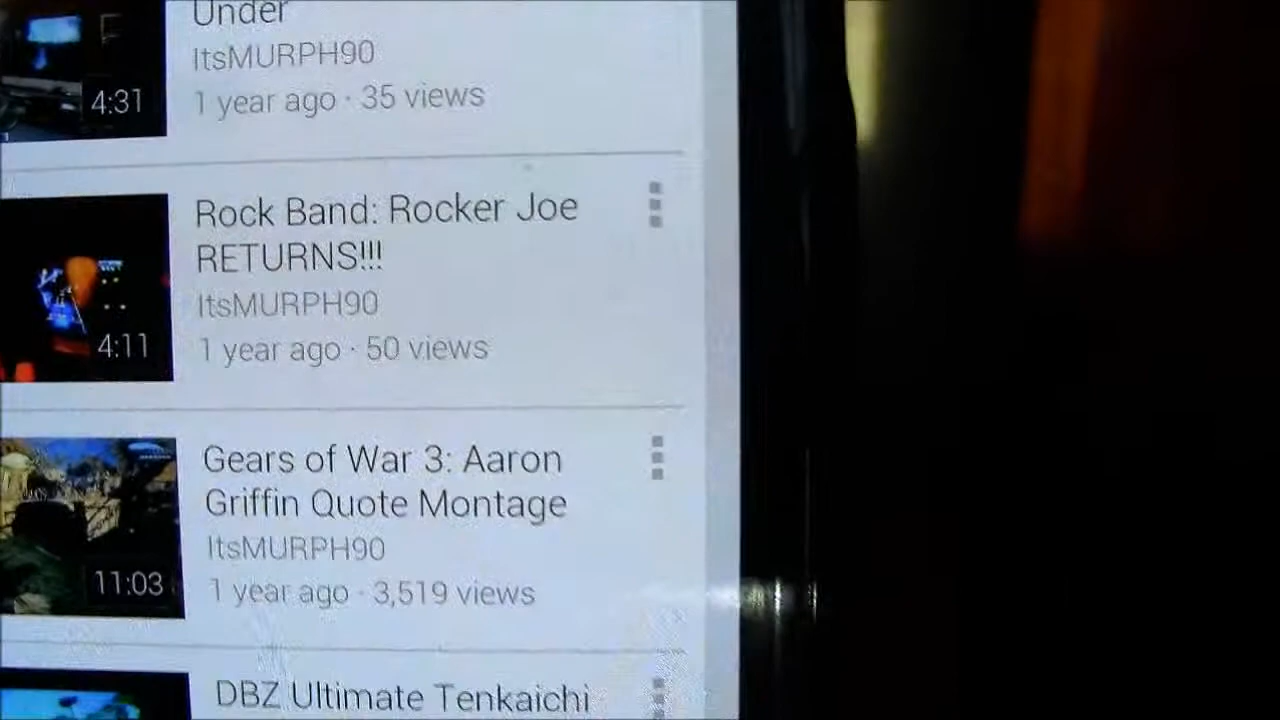 Under
ItsMURPH90
4:31
1 year ago · 35 views
Rock Band: Rocker Joe
RETURNS!!!
ItsMURPH90
4:11
1 year ago · 50 views
Gears of War 3: Aaron
Griffin Quote Montage
ItsMURPH90
11:03
1 year ago · 3,519 views
DBZ Ultimate Tenkaichi